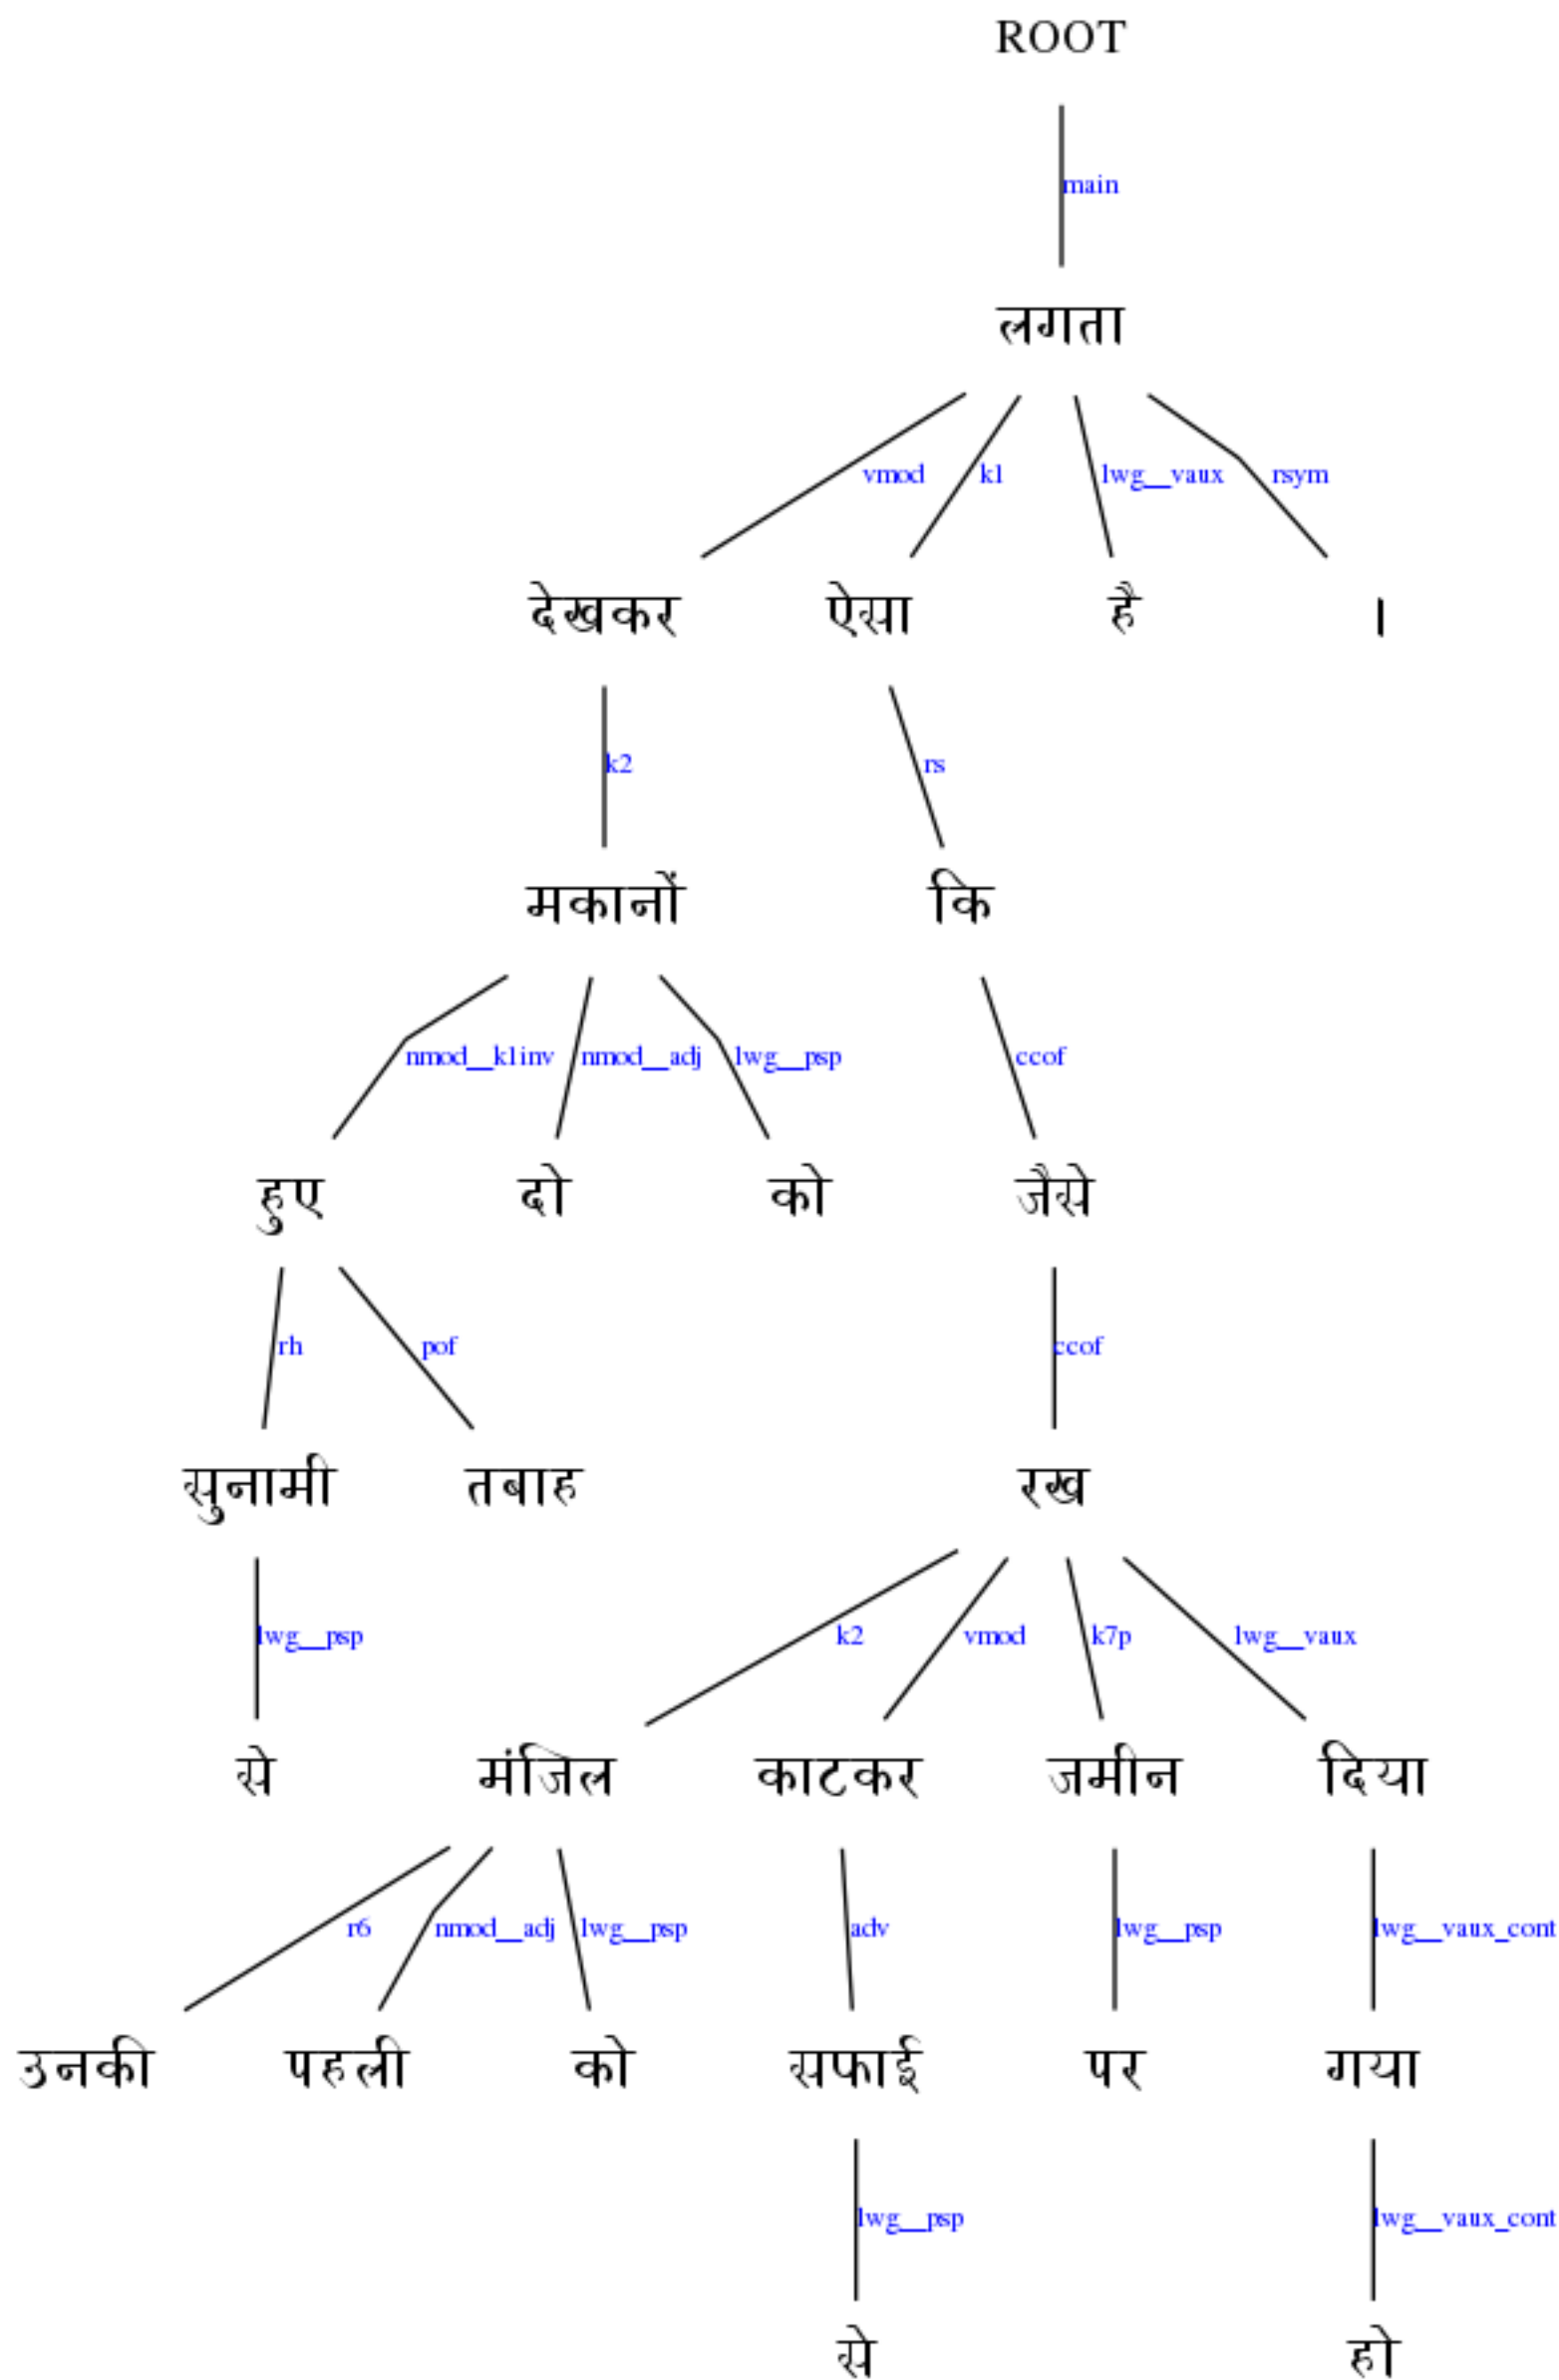 ROOT
main
लगता
vmod k1 lwg__vaux rsym
देखकर ऐसा है ।
k2 rs
मकानों कि
nmod__k1inv nmod__adj lwg__psp ccof
हुए दो को जैसे
rh pof ccof
सुनामी तबाह रख
lwg__psp k2 vmod k7p lwg__vaux
से मंजिल काटकर जमीन दिया
r6 nmod__adj lwg__psp adv lwg__psp lwg__vaux_cont
उनकी पहली को सफाई पर गया
lwg__psp lwg__vaux_cont
से हो